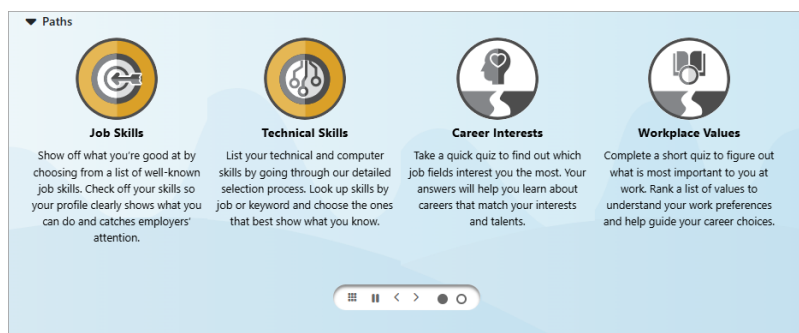 Paths
Job Skills
Show off what you're good at by
choosing from a list of well-known
job skills. Check off your skills so
your profile clearly shows what you
can do and catches employers'
attention.
Technical Skills
List your technical and computer
skills by going through our detailed
selection process. Look up skills by
job or keyword and choose the ones
that best show what you know.
Career Interests
Take a quick quiz to find out which
job fields interest you the most. Your
answers will help you learn about
careers that match your interests
and talents.
Workplace Values
Complete a short quiz to figure out
what is most important to you at
work. Rank a list of values to
understand your work preferences
and help guide your career choices.